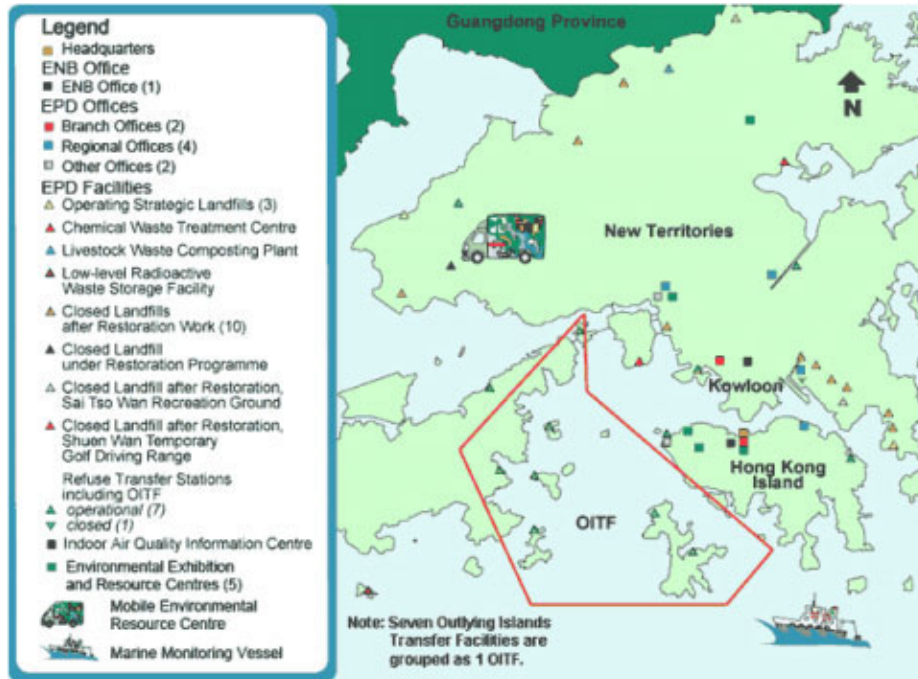 Legend
Headquarters
ENB Office
ENB Office (1)
EPD Offices
Branch Offices (2)
Regional Offices (4)
Other Offices (2)
EPD Facilities
Operating Strategic Landfills (3)
Chemical Waste Treatment Centre
Livestock Waste Composting Plant
Low-level Radioactive
Waste Storage Facility
Closed Landfills
after Restoration Work (10)
Closed Landfill
under Restoration Programme
Closed Landfill after Restoration,
Sai Tso Wan Recreation Ground
Closed Landfill after Restoration,
Shuen Wan Temporary
Golf Driving Range
Refuse Transfer Stations
including OITF
operational (7)
closed (1)
Indoor Air Quality Information Centre
Environmental Exhibition
and Resource Centres (5)
Mobile Environmental
Resource Centre
Marine Monitoring Vessel
Guangdong Province
N
New Territories
Kowloon
Hong Kong
Island
OITF
Note: Seven Outlying Islands
Transfer Facilities are
grouped as 1 OITF.